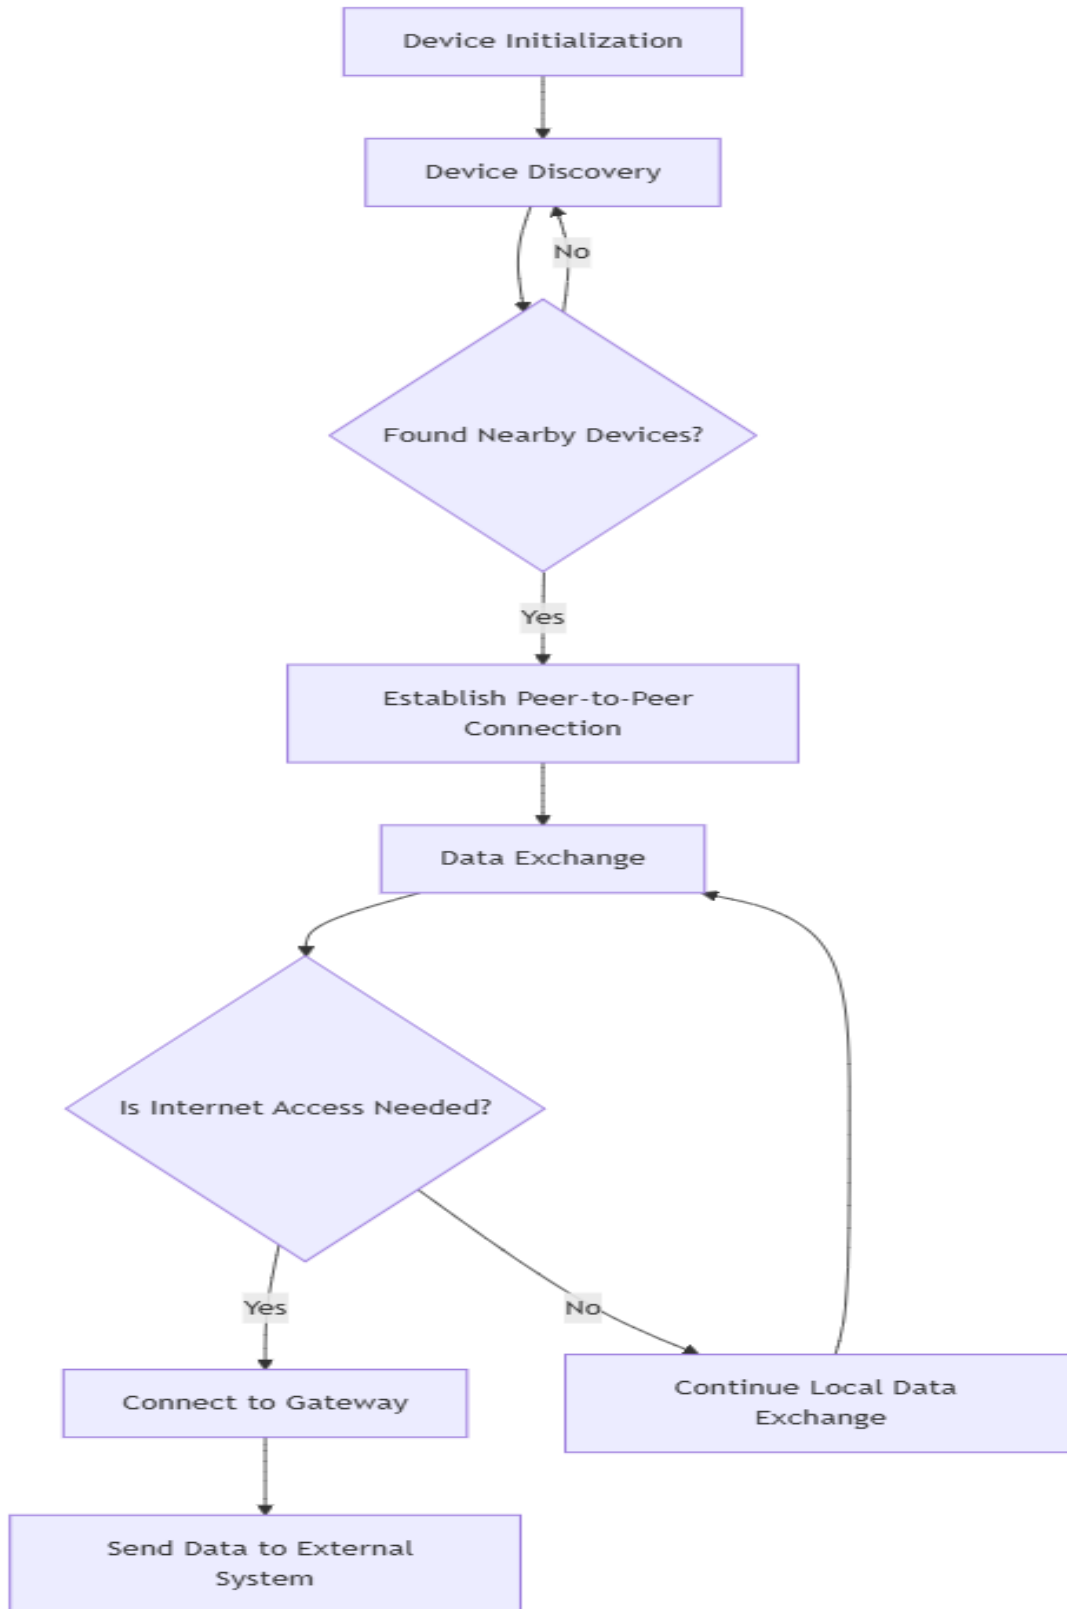 Device Initialization
Device Discovery
No
Found Nearby Devices?
Yes
Establish Peer-to-Peer
Connection
Data Exchange
Is Internet Access Needed?
Yes
No
Connect to Gateway
Continue Local Data
Exchange
Send Data to External
System